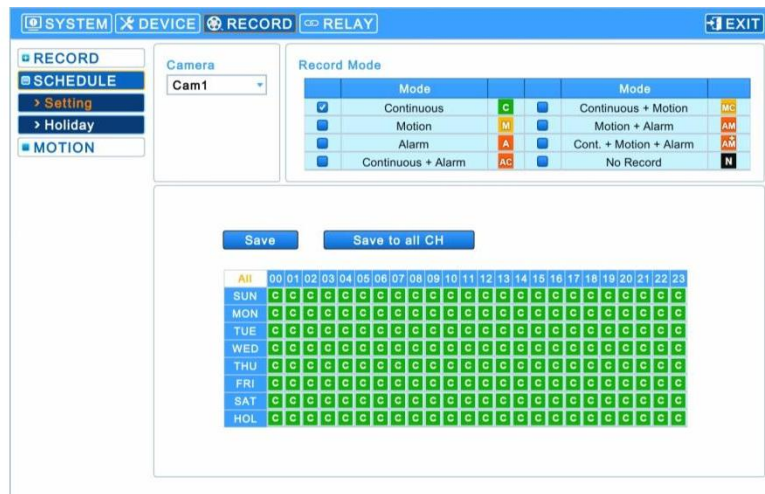 SYSTEM DEVICE RECORD RELAY EXIT
RECORD
SCHEDULE
> Setting
> Holiday
MOTION
Camera
Cam1
Record Mode
Mode Mode
Continuous C Continuous + Motion MC
Motion M Motion + Alarm AM
Alarm A Cont. + Motion + Alarm AM+
Continuous + Alarm AC No Record N
Save Save to all CH
All 00 01 02 03 04 05 06 07 08 09 10 11 12 13 14 15 16 17 18 19 20 21 22 23
SUN C C C C C C C C C C C C C C C C C C C C C C C C
MON C C C C C C C C C C C C C C C C C C C C C C C C
TUE C C C C C C C C C C C C C C C C C C C C C C C C
WED C C C C C C C C C C C C C C C C C C C C C C C C
THU C C C C C C C C C C C C C C C C C C C C C C C C
FRI C C C C C C C C C C C C C C C C C C C C C C C C
SAT C C C C C C C C C C C C C C C C C C C C C C C C
HOL C C C C C C C C C C C C C C C C C C C C C C C C